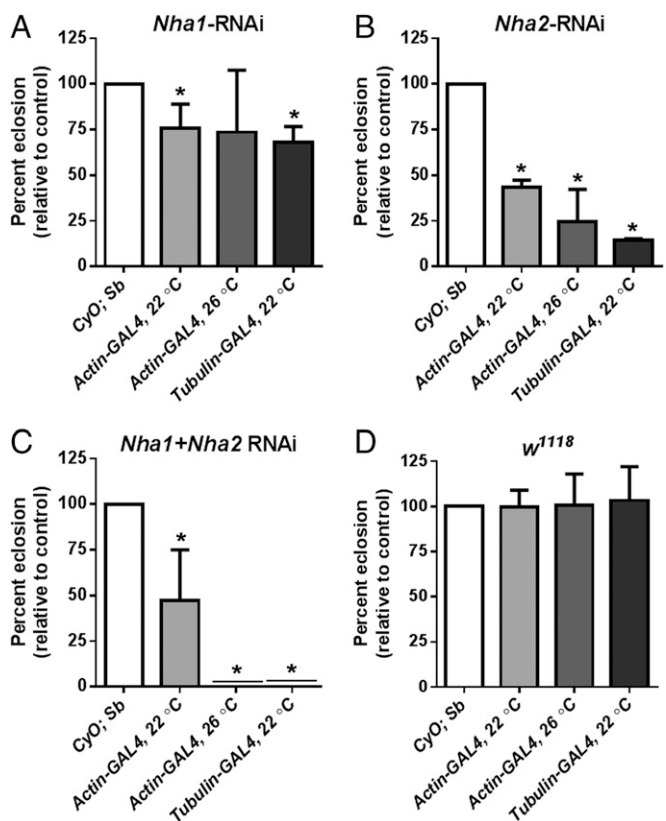 A
Nha1-RNAi
Percent eclosion
(relative to control)
125
100
75
50
25
0
*
*
CyO; Sb
Actin-GAL4, 22 °C
Actin-GAL4, 26 °C
Tubulin-GAL4, 22 °C
B
Nha2-RNAi
Percent eclosion
(relative to control)
125
100
75
50
25
0
*
*
*
CyO; Sb
Actin-GAL4, 22 °C
Actin-GAL4, 26 °C
Tubulin-GAL4, 22 °C
C
Nha1+Nha2 RNAi
Percent eclosion
(relative to control)
125
100
75
50
25
0
*
*
*
CyO; Sb
Actin-GAL4, 22 °C
Actin-GAL4, 26 °C
Tubulin-GAL4, 22 °C
D
w1118
Percent eclosion
(relative to control)
125
100
75
50
25
0
CyO; Sb
Actin-GAL4, 22 °C
Actin-GAL4, 26 °C
Tubulin-GAL4, 22 °C